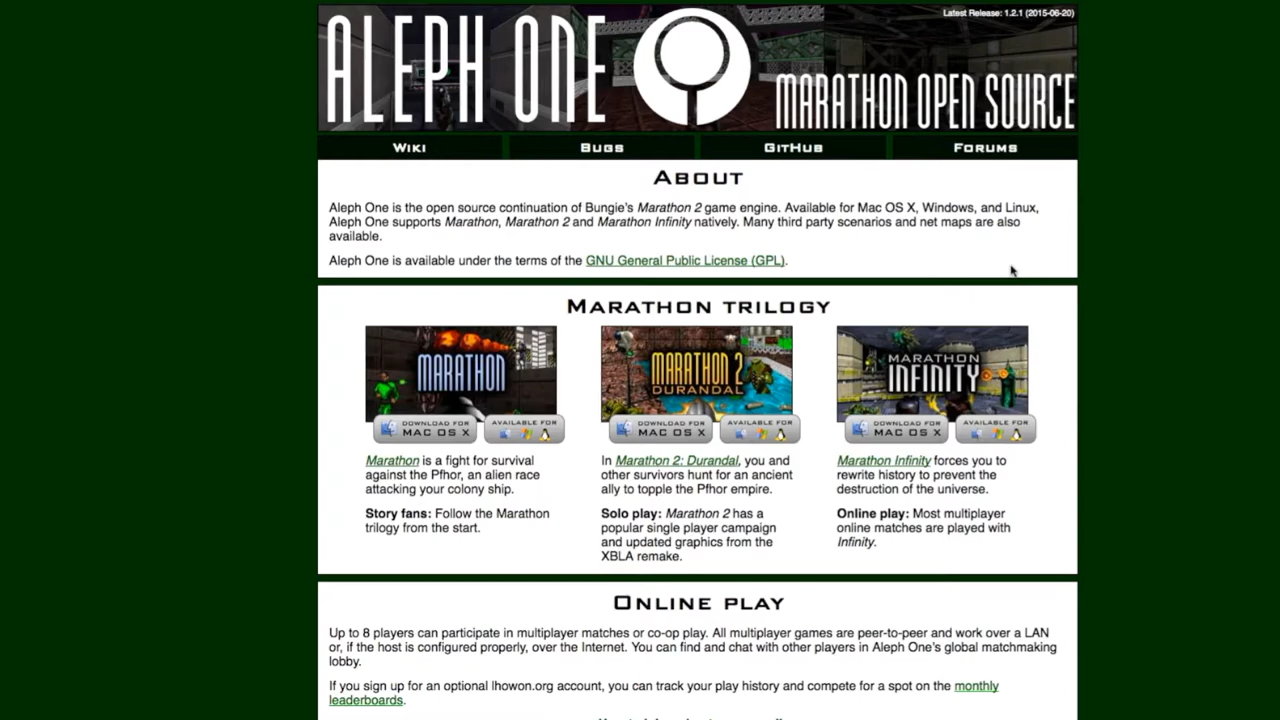 Latest Release: 1.2.1 (2015-06-20)
ALEPH ONE
MARATHON OPEN SOURCE
WIKI
BUGS
GITHUB
FORUMS
ABOUT
Aleph One is the open source continuation of Bungie's Marathon 2 game engine. Available for Mac OS X, Windows, and Linux,
Aleph One supports Marathon, Marathon 2 and Marathon Infinity natively. Many third party scenarios and net maps are also
available.
Aleph One is available under the terms of the GNU General Public License (GPL).
MARATHON TRILOGY
MARATHON
DOWNLOAD FOR
MAC OS X
AVAILABLE FOR
Marathon is a fight for survival
against the Pfhor, an alien race
attacking your colony ship.
Story fans: Follow the Marathon
trilogy from the start.
MARATHON 2
DURANDAL
DOWNLOAD FOR
MAC OS X
AVAILABLE FOR
In Marathon 2: Durandal, you and
other survivors hunt for an ancient
ally to topple the Pfhor empire.
Solo play: Marathon 2 has a
popular single player campaign
and updated graphics from the
XBLA remake.
MARATHON
INFINITY
DOWNLOAD FOR
MAC OS X
AVAILABLE FOR
Marathon Infinity forces you to
rewrite history to prevent the
destruction of the universe.
Online play: Most multiplayer
online matches are played with
Infinity.
ONLINE PLAY
Up to 8 players can participate in multiplayer matches or co-op play. All multiplayer games are peer-to-peer and work over a LAN
or, if the host is configured properly, over the Internet. You can find and chat with other players in Aleph One's global matchmaking
lobby.
If you sign up for an optional lhowon.org account, you can track your play history and compete for a spot on the monthly
leaderboards.